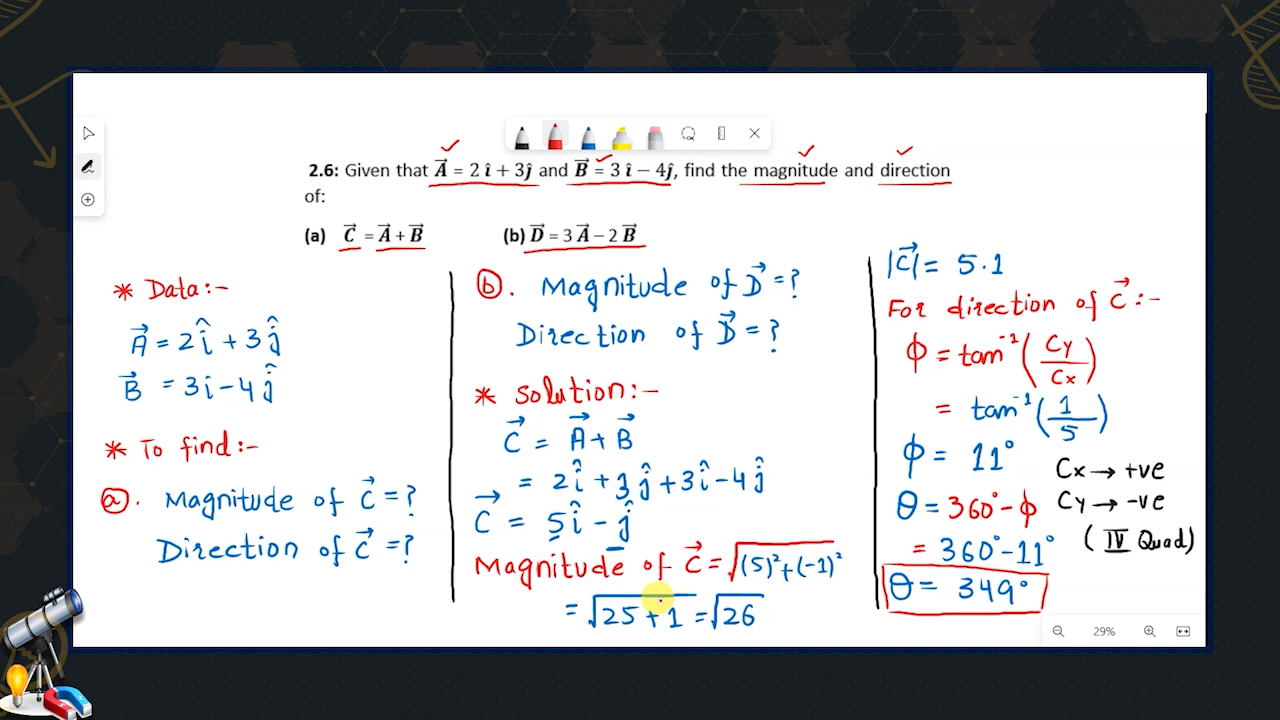 2.6: Given that A⃗ = 2 î + 3ĵ and B⃗ = 3 î − 4ĵ, find the magnitude and direction
of:
(a) C⃗ = A⃗ + B⃗ (b) D⃗ = 3 A⃗ − 2 B⃗
* Data:-
A⃗ = 2î + 3ĵ
B⃗ = 3i - 4ĵ
* To find:-
(a). Magnitude of C⃗ = ?
Direction of C⃗ = ?
(b). Magnitude of D⃗ = ?
Direction of D⃗ = ?
* Solution:-
C⃗ = A⃗ + B⃗
= 2î + 3ĵ + 3î - 4ĵ
C⃗ = 5î - ĵ
Magnitude of C⃗ = √(5)² + (-1)²
= √25 + 1 = √26
|C⃗| = 5.1
For direction of C⃗ :-
ϕ = tan⁻¹ (Cy/Cx)
= tan⁻¹ (1/5)
ϕ = 11°
Cx → +ve
θ = 360° - ϕ
Cy → -ve
= 360° - 11°
(IV Quad)
θ = 349°
29%